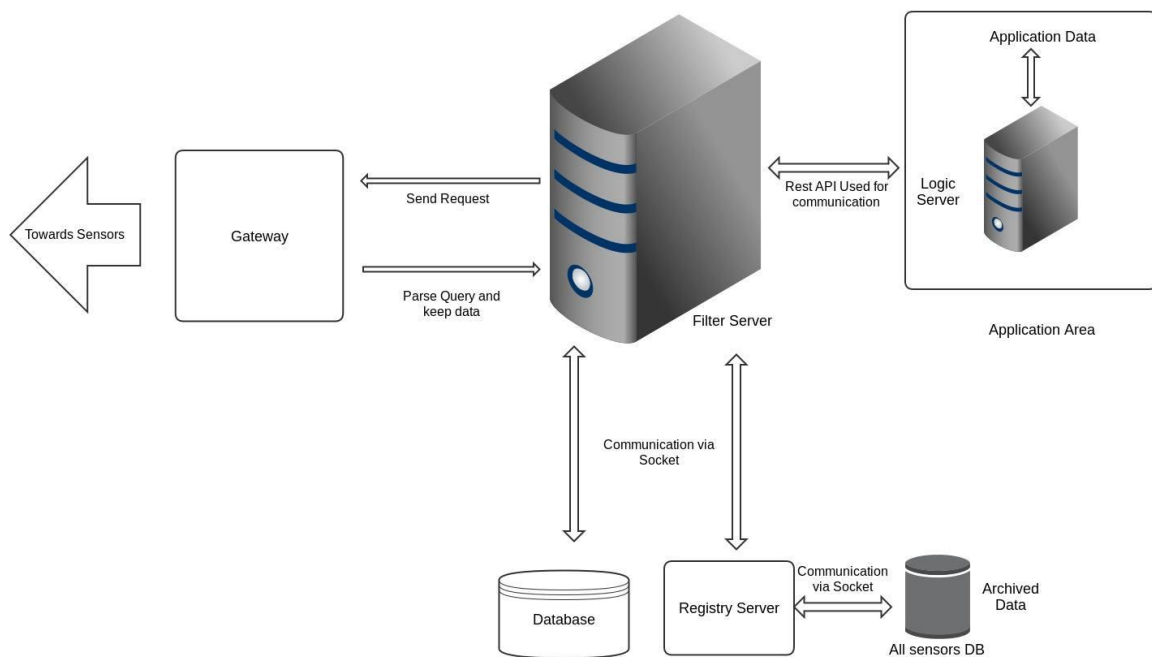 Application Data
Logic
Server
Rest API Used for
communication
Send Request
Towards Sensors
Gateway
Parse Query and
keep data
Filter Server
Application Area
Communication via
Socket
Database
Registry Server
Communication
via Socket
Archived
Data
All sensors DB